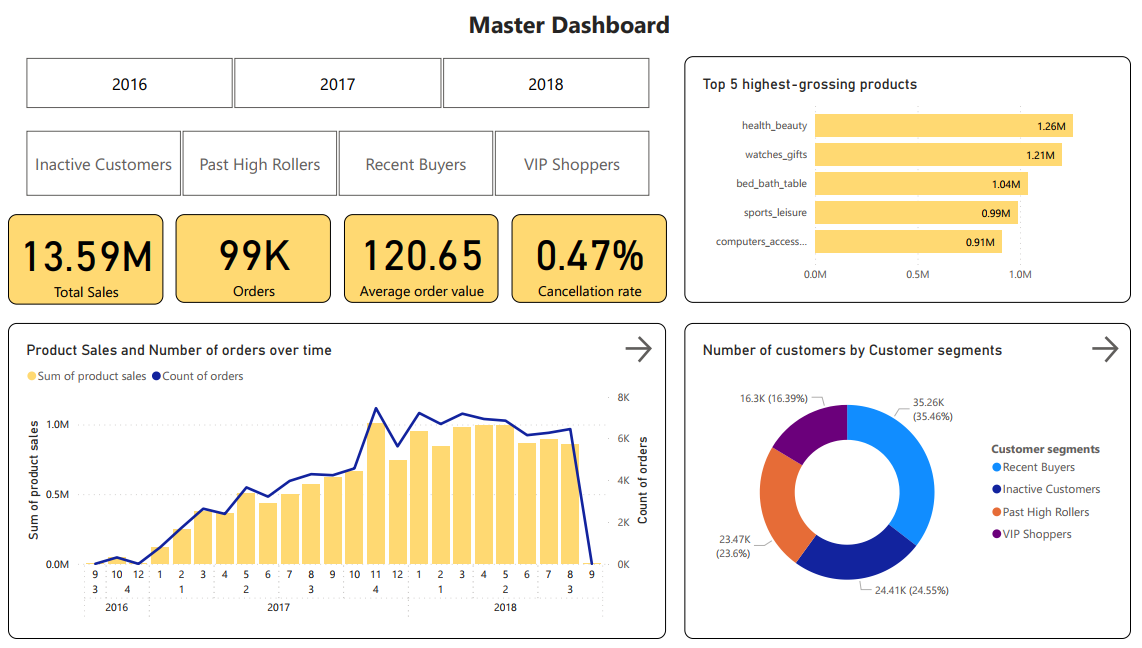 Master Dashboard
2016 2017 2018
Inactive Customers Past High Rollers Recent Buyers VIP Shoppers
13.59M
Total Sales
99K
Orders
120.65
Average order value
0.47%
Cancellation rate
Top 5 highest-grossing products
health_beauty 1.26M
watches_gifts 1.21M
bed_bath_table 1.04M
sports_leisure 0.99M
computers_access... 0.91M
0.0M 0.5M 1.0M
Product Sales and Number of orders over time
Sum of product sales Count of orders
Sum of product sales
1.0M
0.5M
0.0M
8K
6K
4K
2K
0K
Count of orders
9 10 12 1 2 3 4 5 6 7 8 9 10 11 12 1 2 3 4 5 6 7 8 9
3 4 1 2 3 4 1 2 3
2016 2017 2018
Number of customers by Customer segments
16.3K (16.39%)
35.26K
(35.46%)
23.47K
(23.6%)
24.41K (24.55%)
Customer segments
Recent Buyers
Inactive Customers
Past High Rollers
VIP Shoppers